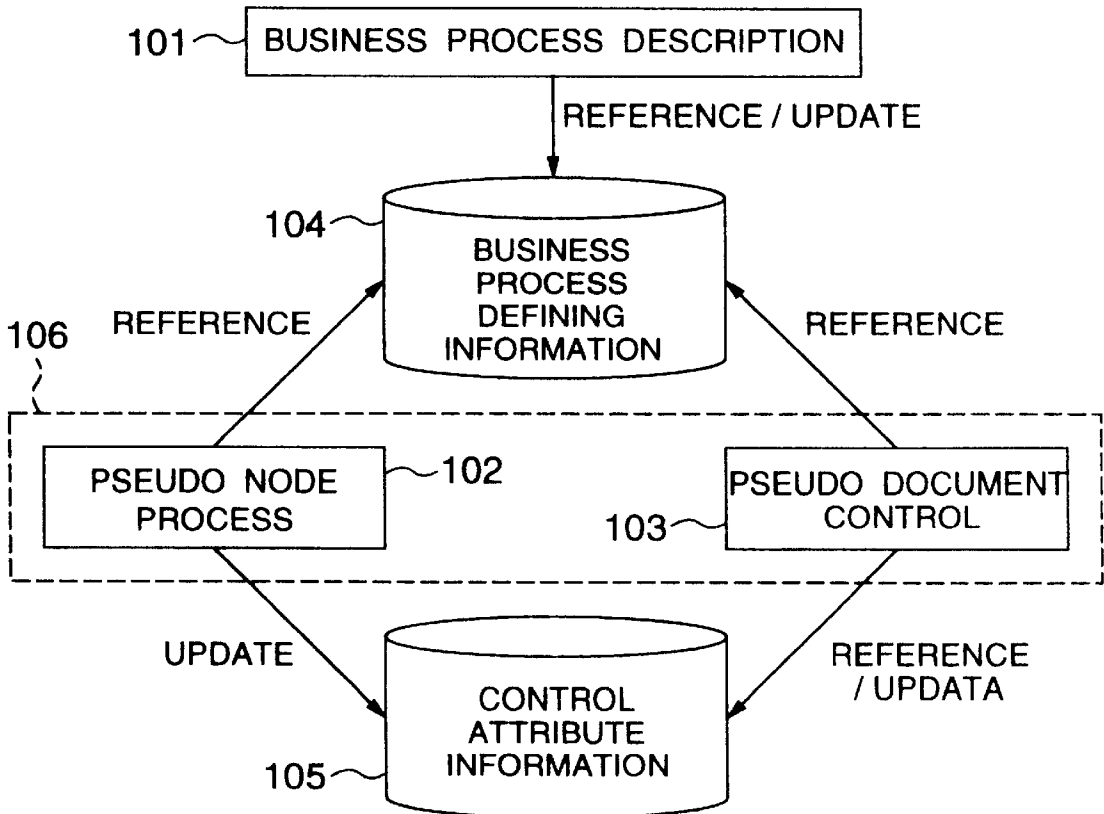 101 BUSINESS PROCESS DESCRIPTION
REFERENCE / UPDATE
104
BUSINESS
PROCESS
DEFINING
INFORMATION
REFERENCE
REFERENCE
106
PSEUDO NODE
PROCESS
102
PSEUDO DOCUMENT
CONTROL
103
UPDATE
REFERENCE
/ UPDATA
CONTROL
ATTRIBUTE
INFORMATION
105